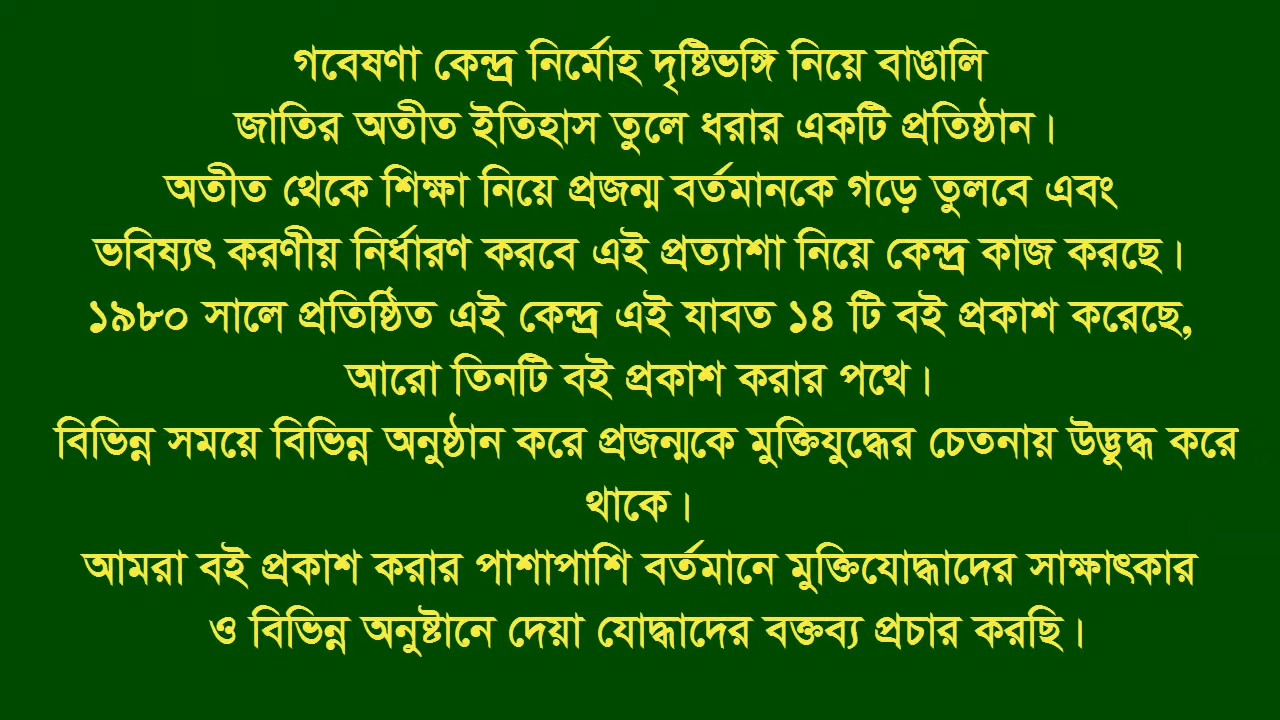 গবেষণা কেন্দ্র নির্মোহ দৃষ্টিভঙ্গি নিয়ে বাঙালি
জাতির অতীত ইতিহাস তুলে ধরার একটি প্রতিষ্ঠান।
অতীত থেকে শিক্ষা নিয়ে প্রজন্ম বর্তমানকে গড়ে তুলবে এবং
ভবিষ্যৎ করণীয় নির্ধারণ করবে এই প্রত্যাশা নিয়ে কেন্দ্র কাজ করছে।
১৯৮০ সালে প্রতিষ্ঠিত এই কেন্দ্র এই যাবত ১৪ টি বই প্রকাশ করেছে,
আরো তিনটি বই প্রকাশ করার পথে।
বিভিন্ন সময়ে বিভিন্ন অনুষ্ঠান করে প্রজন্মকে মুক্তিযুদ্ধের চেতনায় উদ্ভুদ্ধ করে
থাকে।
আমরা বই প্রকাশ করার পাশাপাশি বর্তমানে মুক্তিযোদ্ধাদের সাক্ষাৎকার
ও বিভিন্ন অনুষ্টানে দেয়া যোদ্ধাদের বক্তব্য প্রচার করছি।